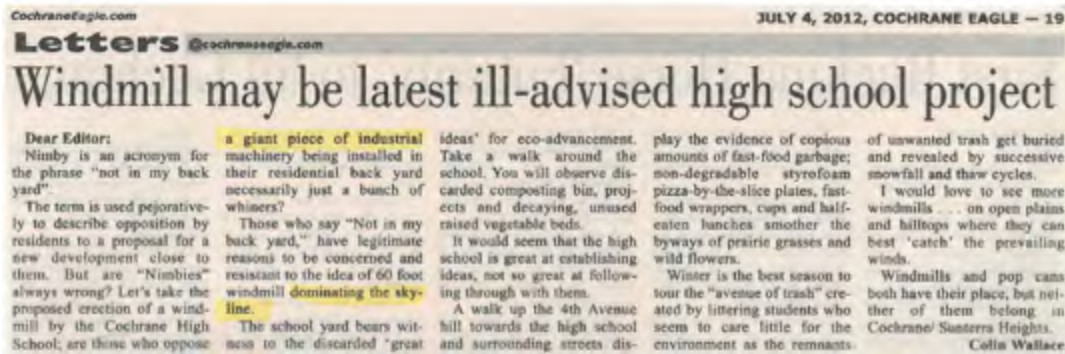 CochraneEagle.com
JULY 4, 2012, COCHRANE EAGLE — 19
Letters @cochraneeagle.com
Windmill may be latest ill-advised high school project
Dear Editor:
Nimby is an acronym for
the phrase "not in my back
yard".
The term is used pejorative-
ly to describe opposition by
residents to a proposal for a
new development close to
them. But are "Nimbies"
always wrong? Let's take the
proposed erection of a wind-
mill by the Cochrane High
School; are those who oppose
a giant piece of industrial
machinery being installed in
their residential back yard
necessarily just a bunch of
whiners?
Those who say "Not in my
back yard," have legitimate
reasons to be concerned and
resistant to the idea of 60 foot
windmill dominating the sky-
line.
The school yard bears wit-
ness to the discarded 'great
ideas' for eco-advancement.
Take a walk around the
school. You will observe dis-
carded composting bin, proj-
ects and decaying, unused
raised vegetable beds.
It would seem that the high
school is great at establishing
ideas, not so great at follow-
ing through with them.
A walk up the 4th Avenue
hill towards the high school
and surrounding streets dis-
play the evidence of copious
amounts of fast-food garbage;
non-degradable styrofoam
pizza-by-the-slice plates, fast-
food wrappers, cups and half-
eaten lunches smother the
byways of prairie grasses and
wild flowers.
Winter is the best season to
tour the "avenue of trash" cre-
ated by littering students who
seem to care little for the
environment as the remnants
of unwanted trash get buried
and revealed by successive
snowfall and thaw cycles.
I would love to see more
windmills . . . on open plains
and hilltops where they can
best 'catch' the prevailing
winds.
Windmills and pop cans
both have their place, but nei-
ther of them belong in
Cochrane/ Sunterra Heights.
Colin Wallace